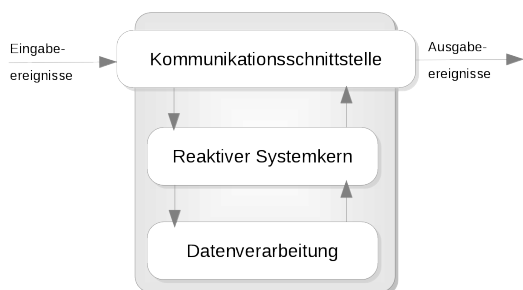 Eingabe-
ereignisse
Kommunikationsschnittstelle
Ausgabe-
ereignisse
Reaktiver Systemkern
Datenverarbeitung